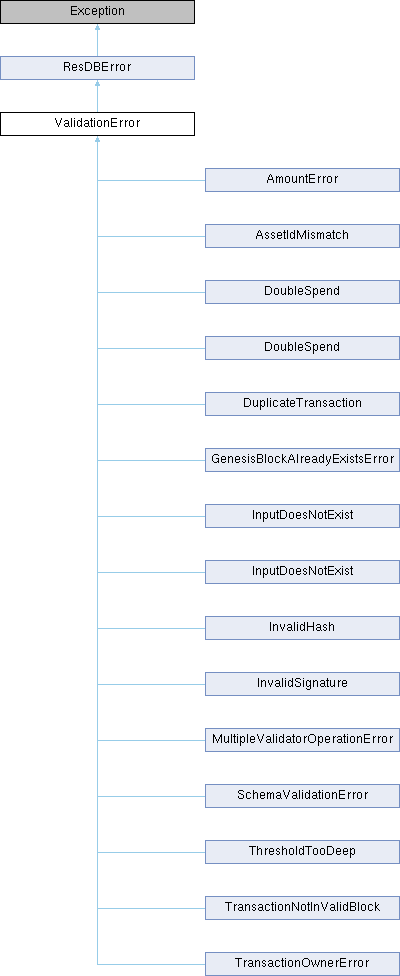 Exception
ResDBError
ValidationError
AmountError
AssetIdMismatch
DoubleSpend
DoubleSpend
DuplicateTransaction
GenesisBlockAlreadyExistsError
InputDoesNotExist
InputDoesNotExist
InvalidHash
InvalidSignature
MultipleValidatorOperationError
SchemaValidationError
ThresholdTooDeep
TransactionNotInValidBlock
TransactionOwnerError